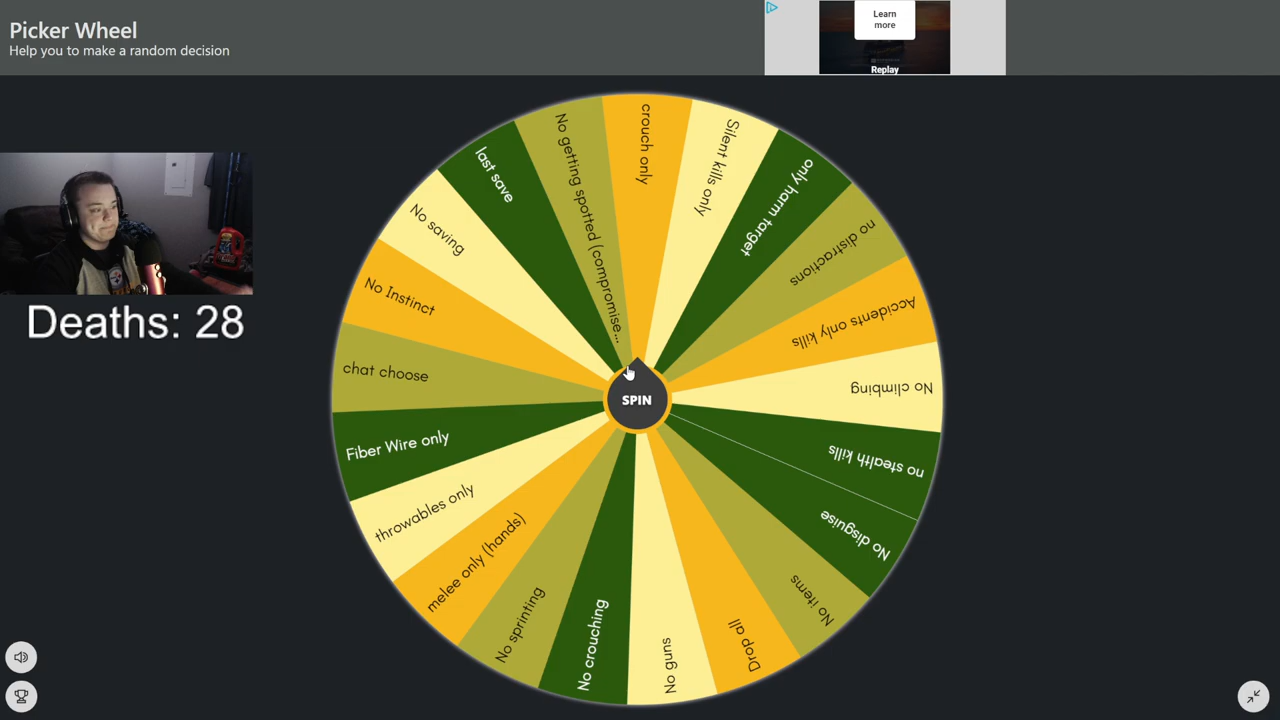 Picker Wheel
Help you to make a random decision
Learn
more
Replay
Deaths: 28
crouch only
Silent kills only
only harm target
no distractions
Accidents only kills
No climbing
no stealth kills
No disguise
No items
Drop all
No guns
No crouching
No sprinting
melee only (hands)
throwables only
Fiber Wire only
chat choose
No Instinct
No saving
last save
No getting spotted (compromise...
SPIN